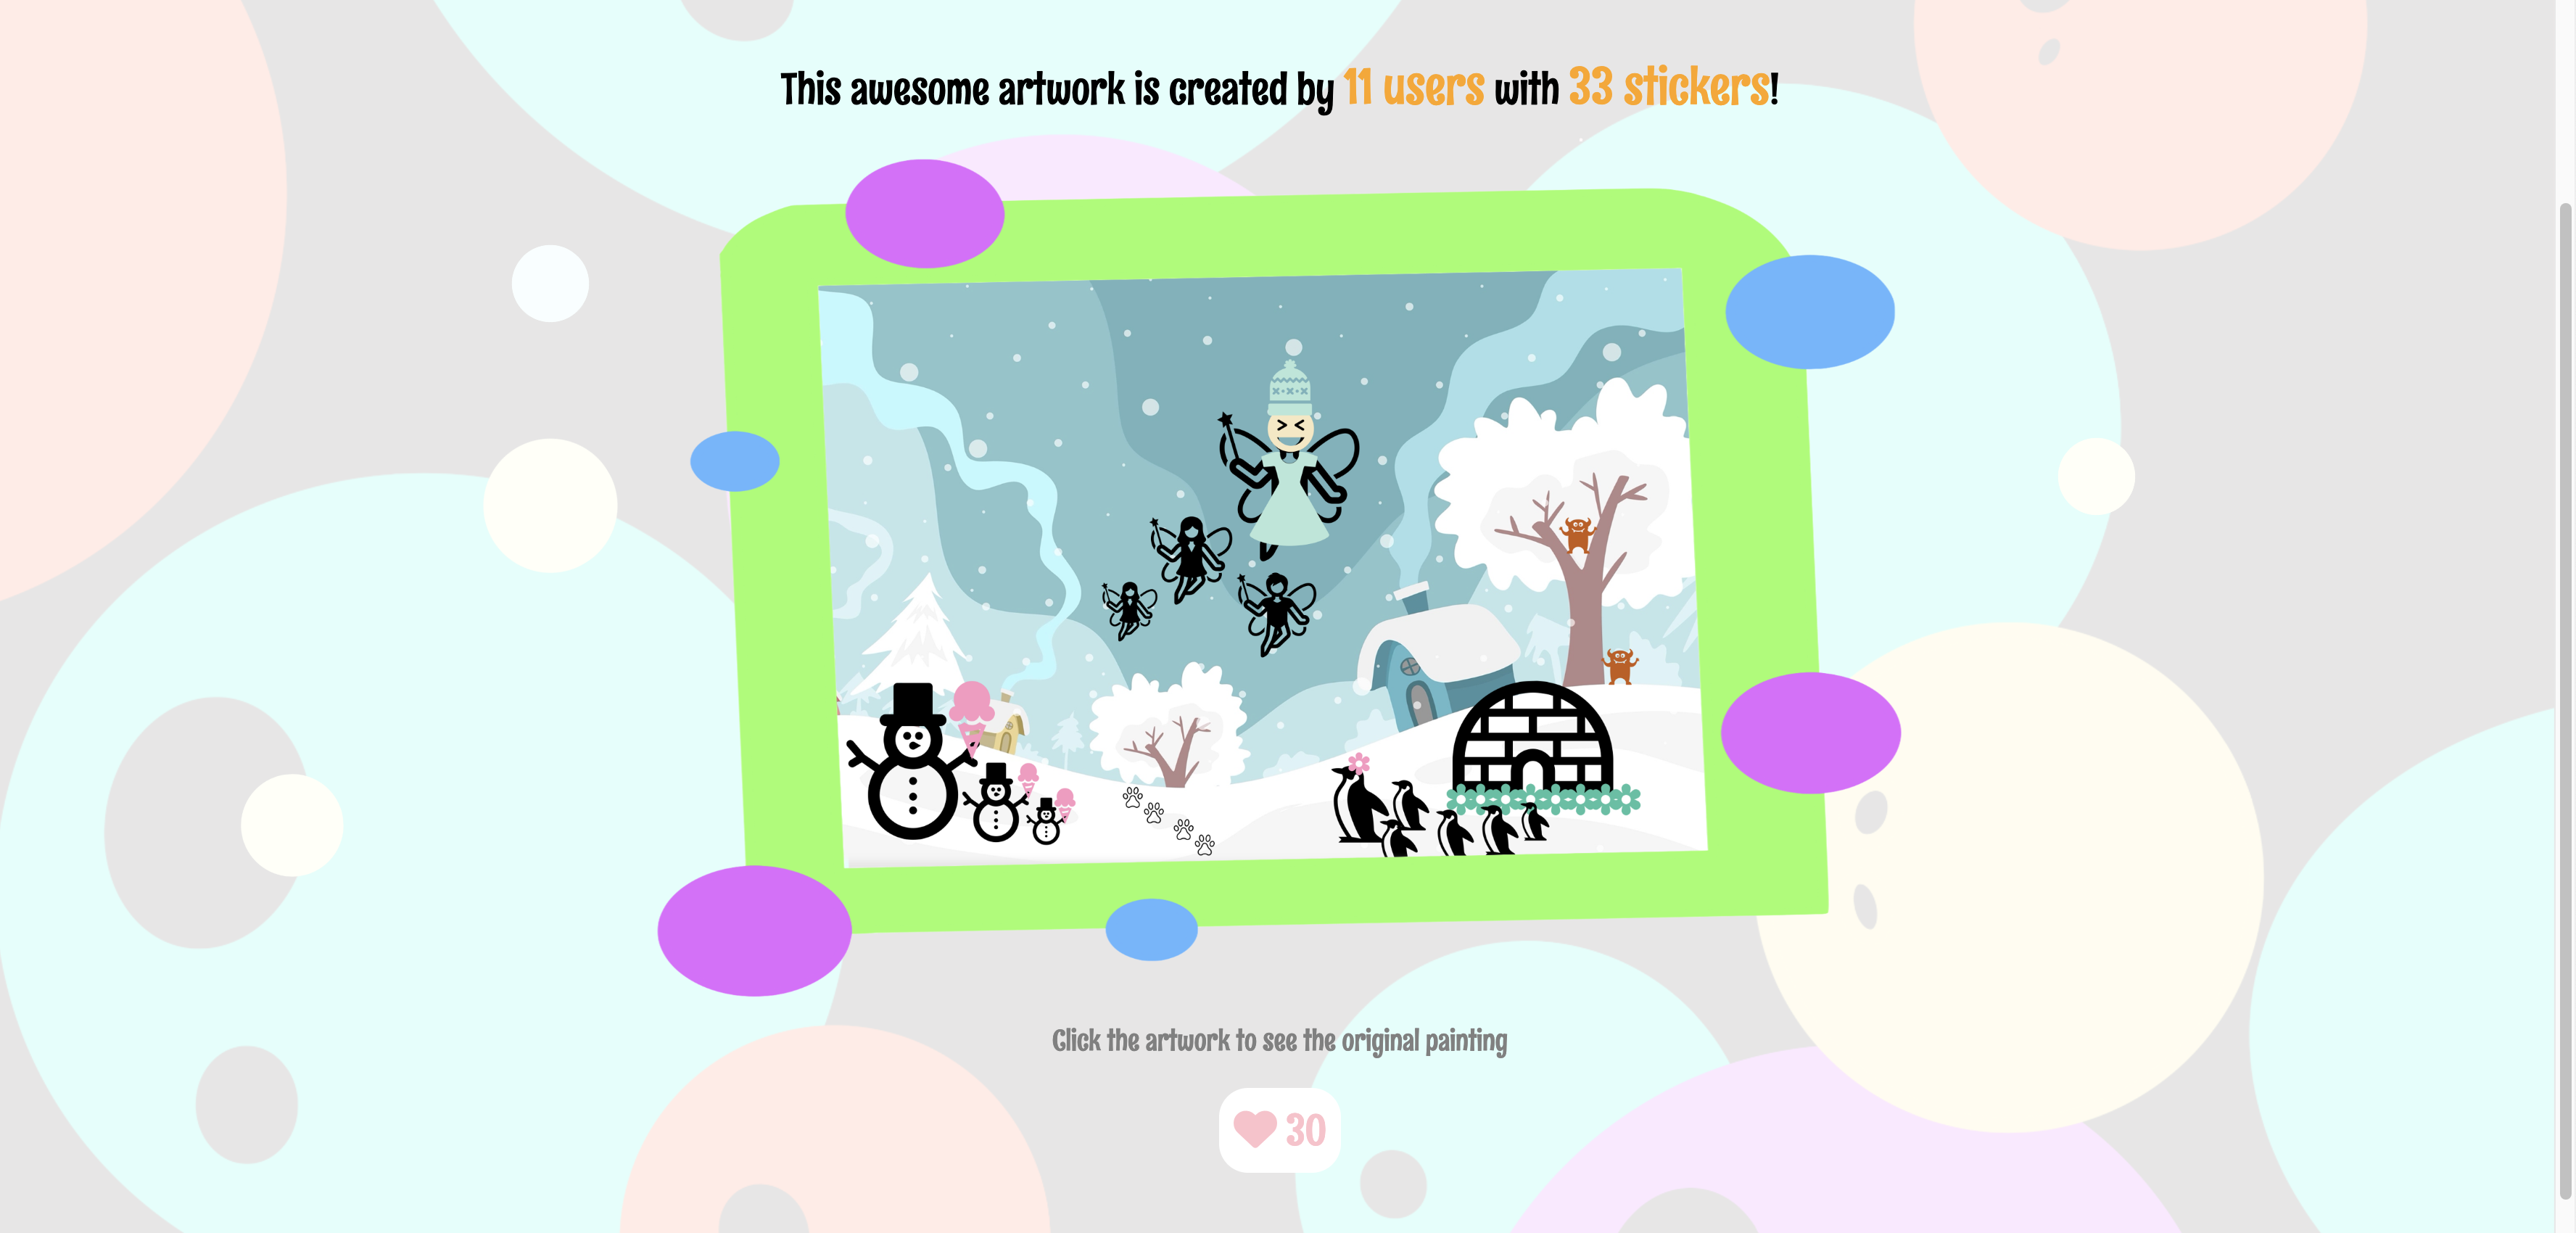 This awesome artwork is created by 11 users with 33 stickers!
Click the artwork to see the original painting
30